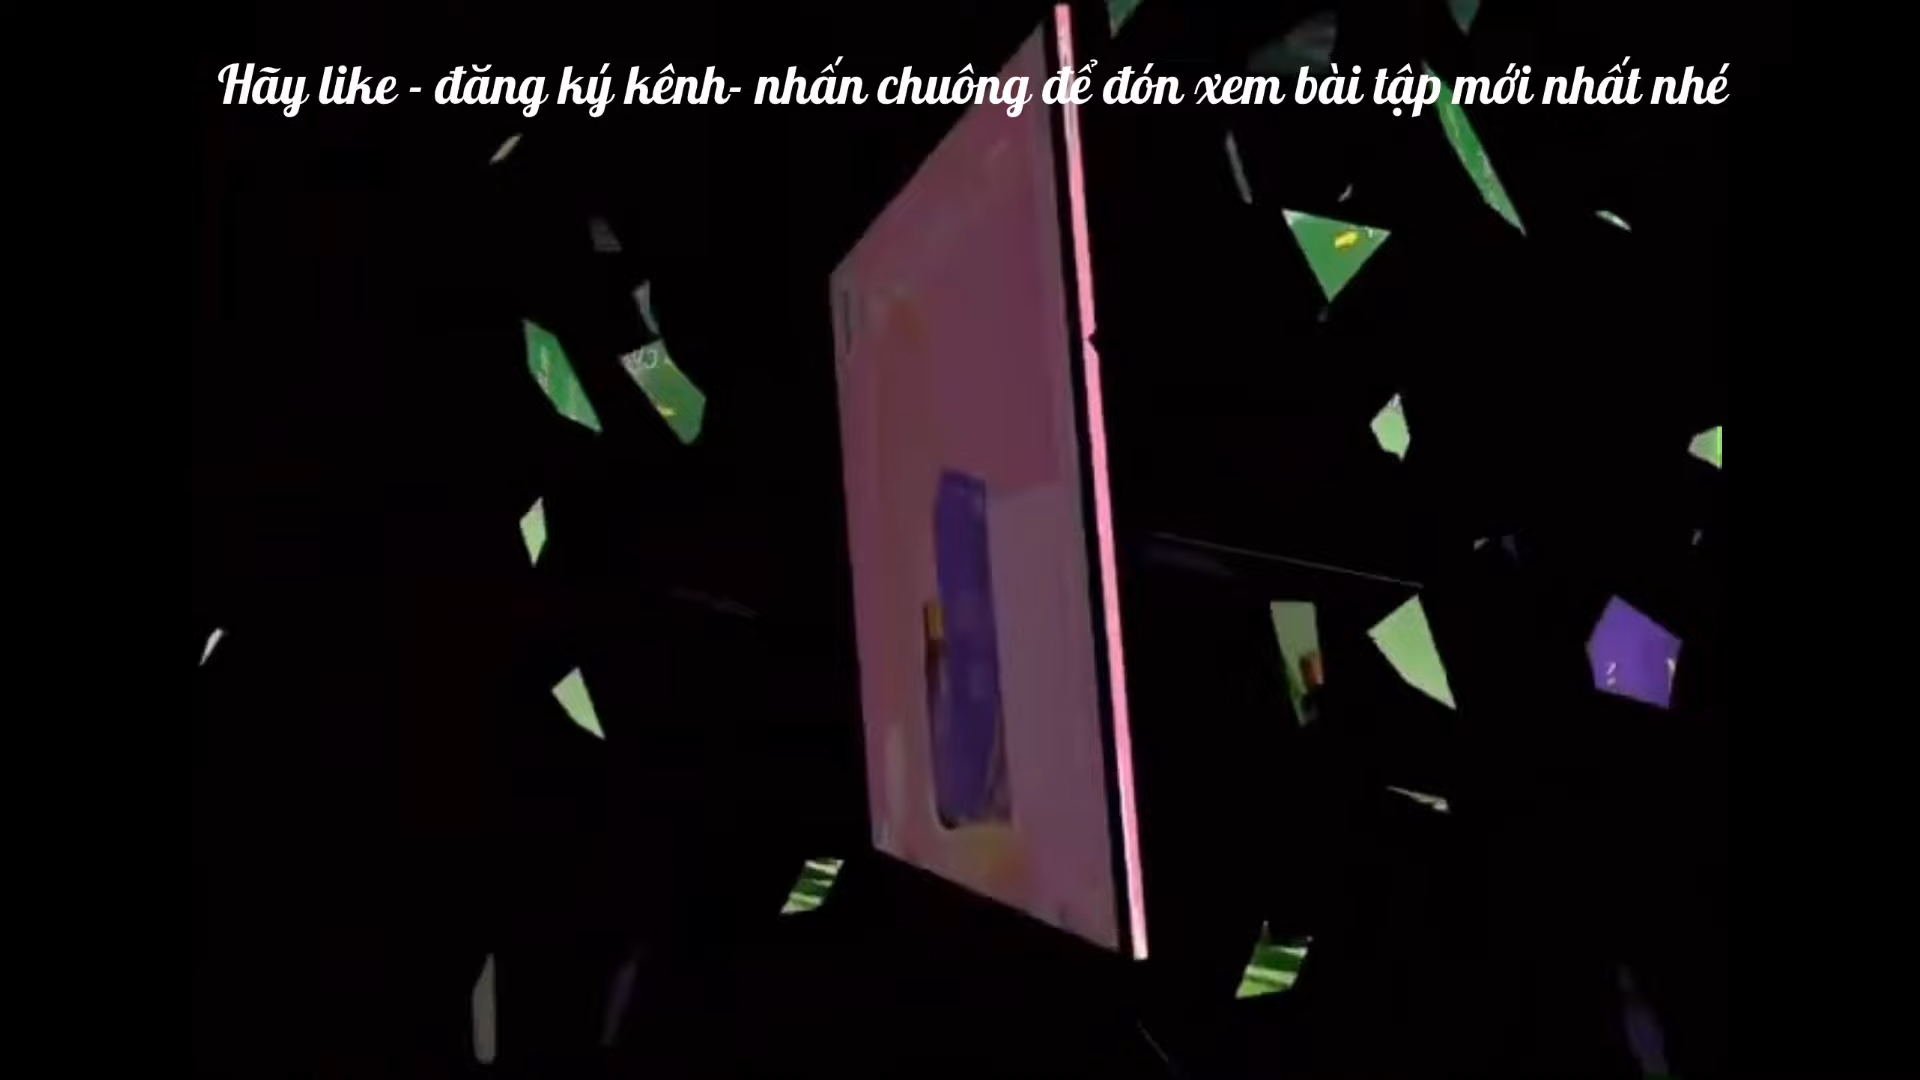 Hãy like - đăng ký kênh- nhấn chuông để đón xem bài tập mới nhất nhé